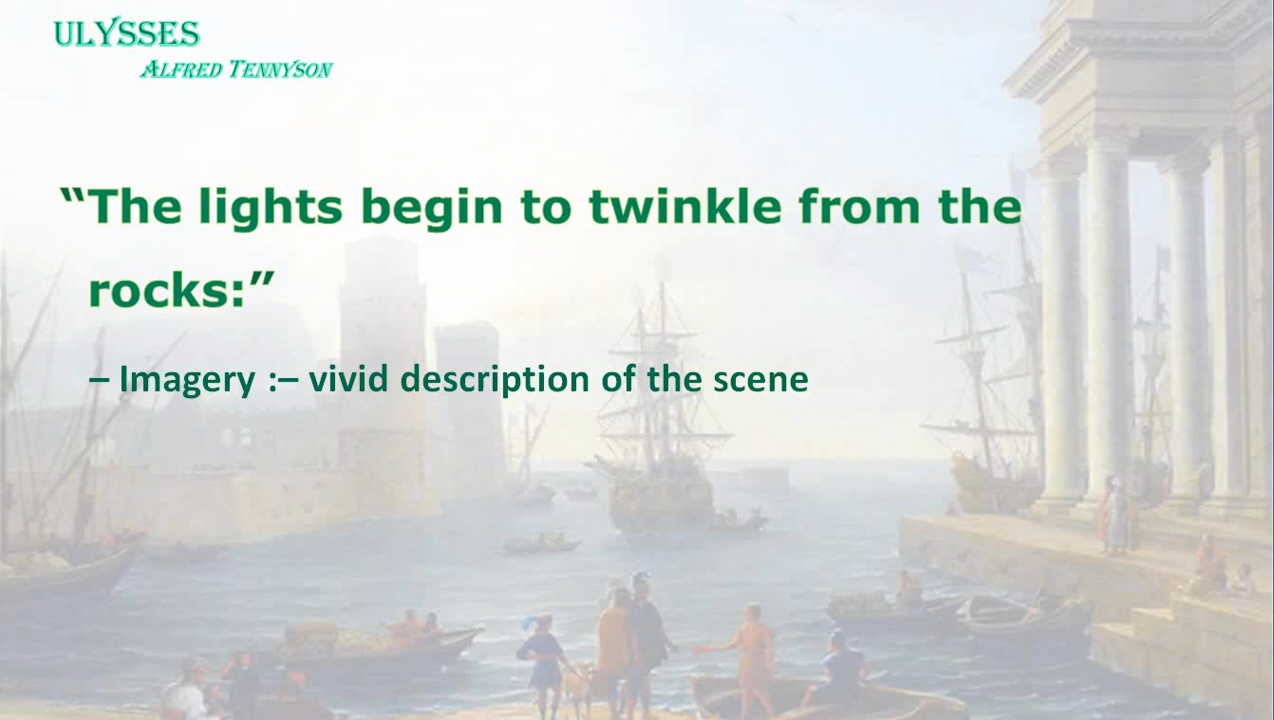 ULYSSES
ALFRED TENNYSON
“The lights begin to twinkle from the
rocks:”
– Imagery :– vivid description of the scene